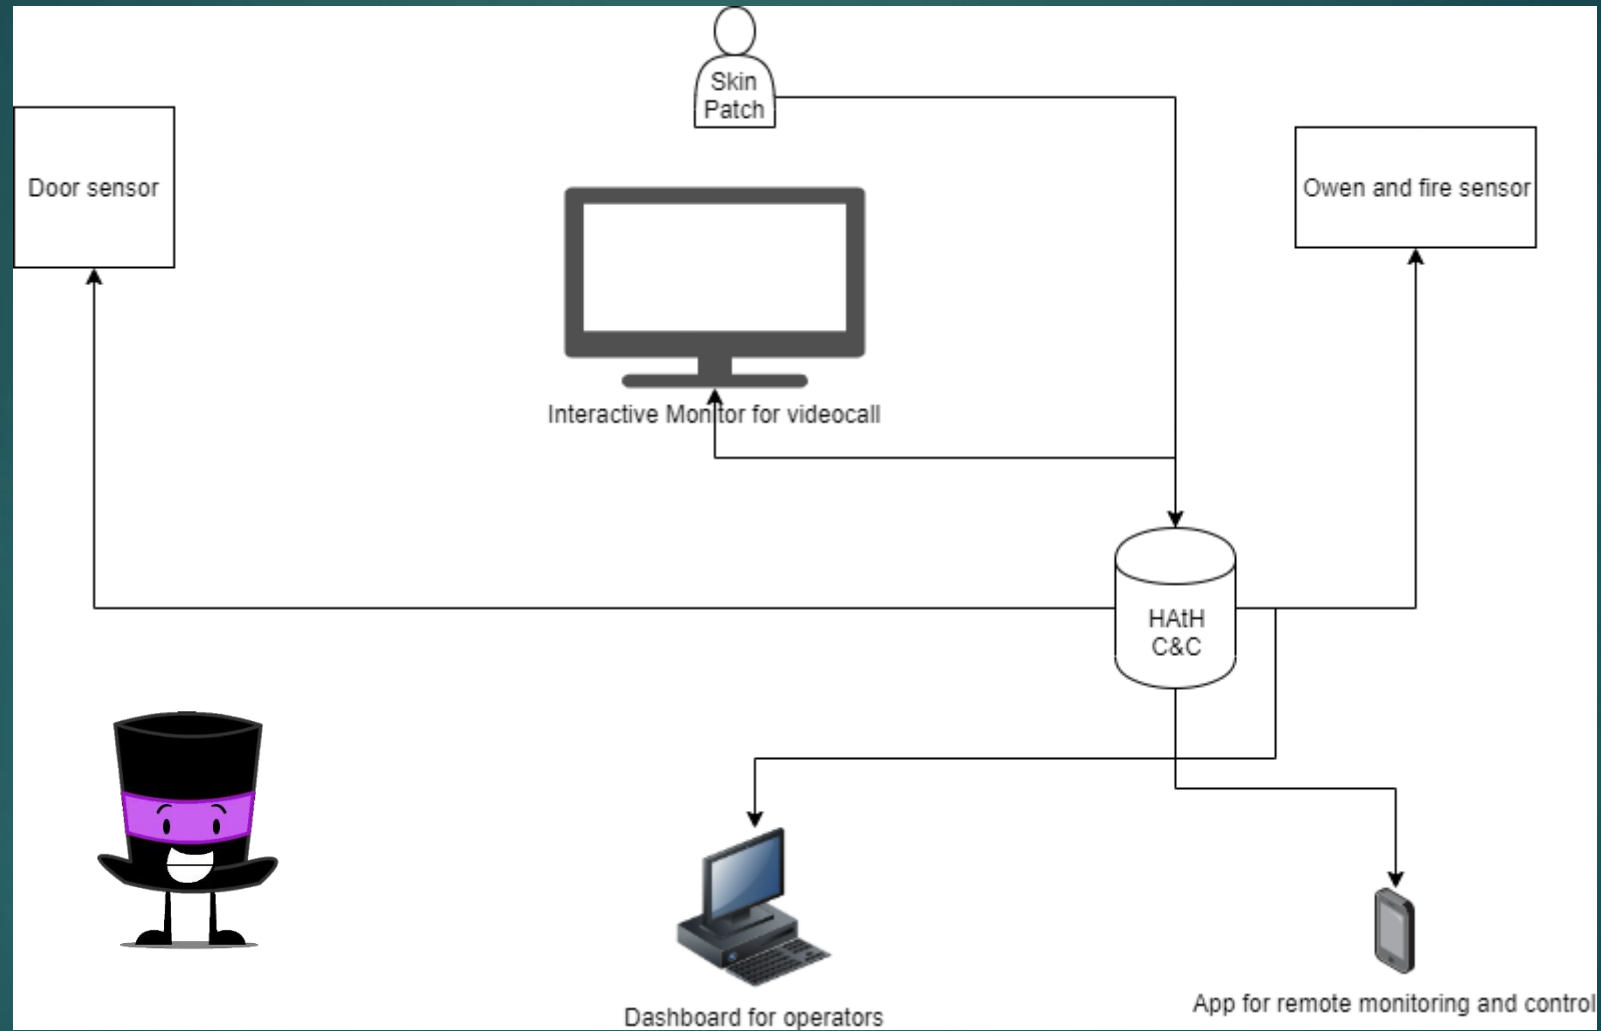 Skin
Patch
Door sensor
Owen and fire sensor
Interactive Monitor for videocall
HAtH
C&C
Dashboard for operators
App for remote monitoring and control